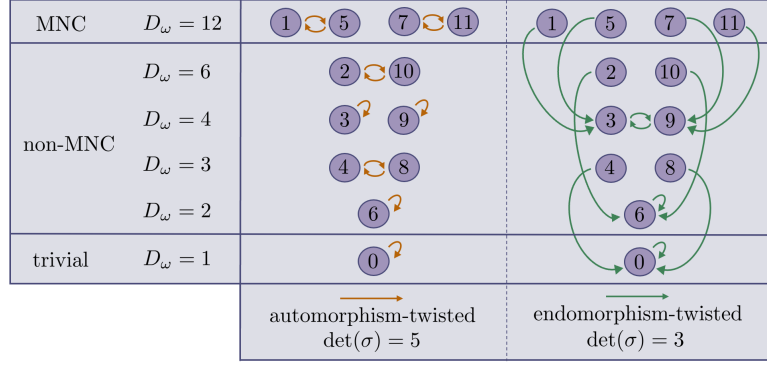 MNC D_ω = 12 1 5 7 11 1 5 7 11
D_ω = 6 2 10 2 10
D_ω = 4 3 9 3 9
non-MNC
D_ω = 3 4 8 4 8
D_ω = 2 6 6
trivial D_ω = 1 0 0
automorphism-twisted endomorphism-twisted
det(σ) = 5 det(σ) = 3